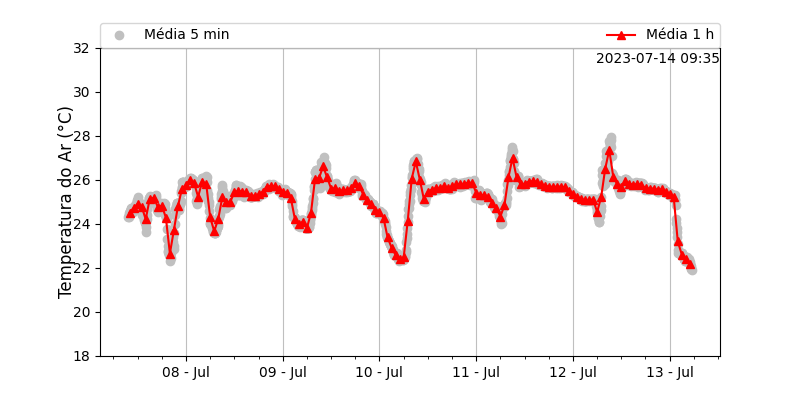 Média 5 min
Média 1 h
2023-07-14 09:35
Temperatura do Ar (°C)
32
30
28
26
24
22
20
18
08 - Jul
09 - Jul
10 - Jul
11 - Jul
12 - Jul
13 - Jul